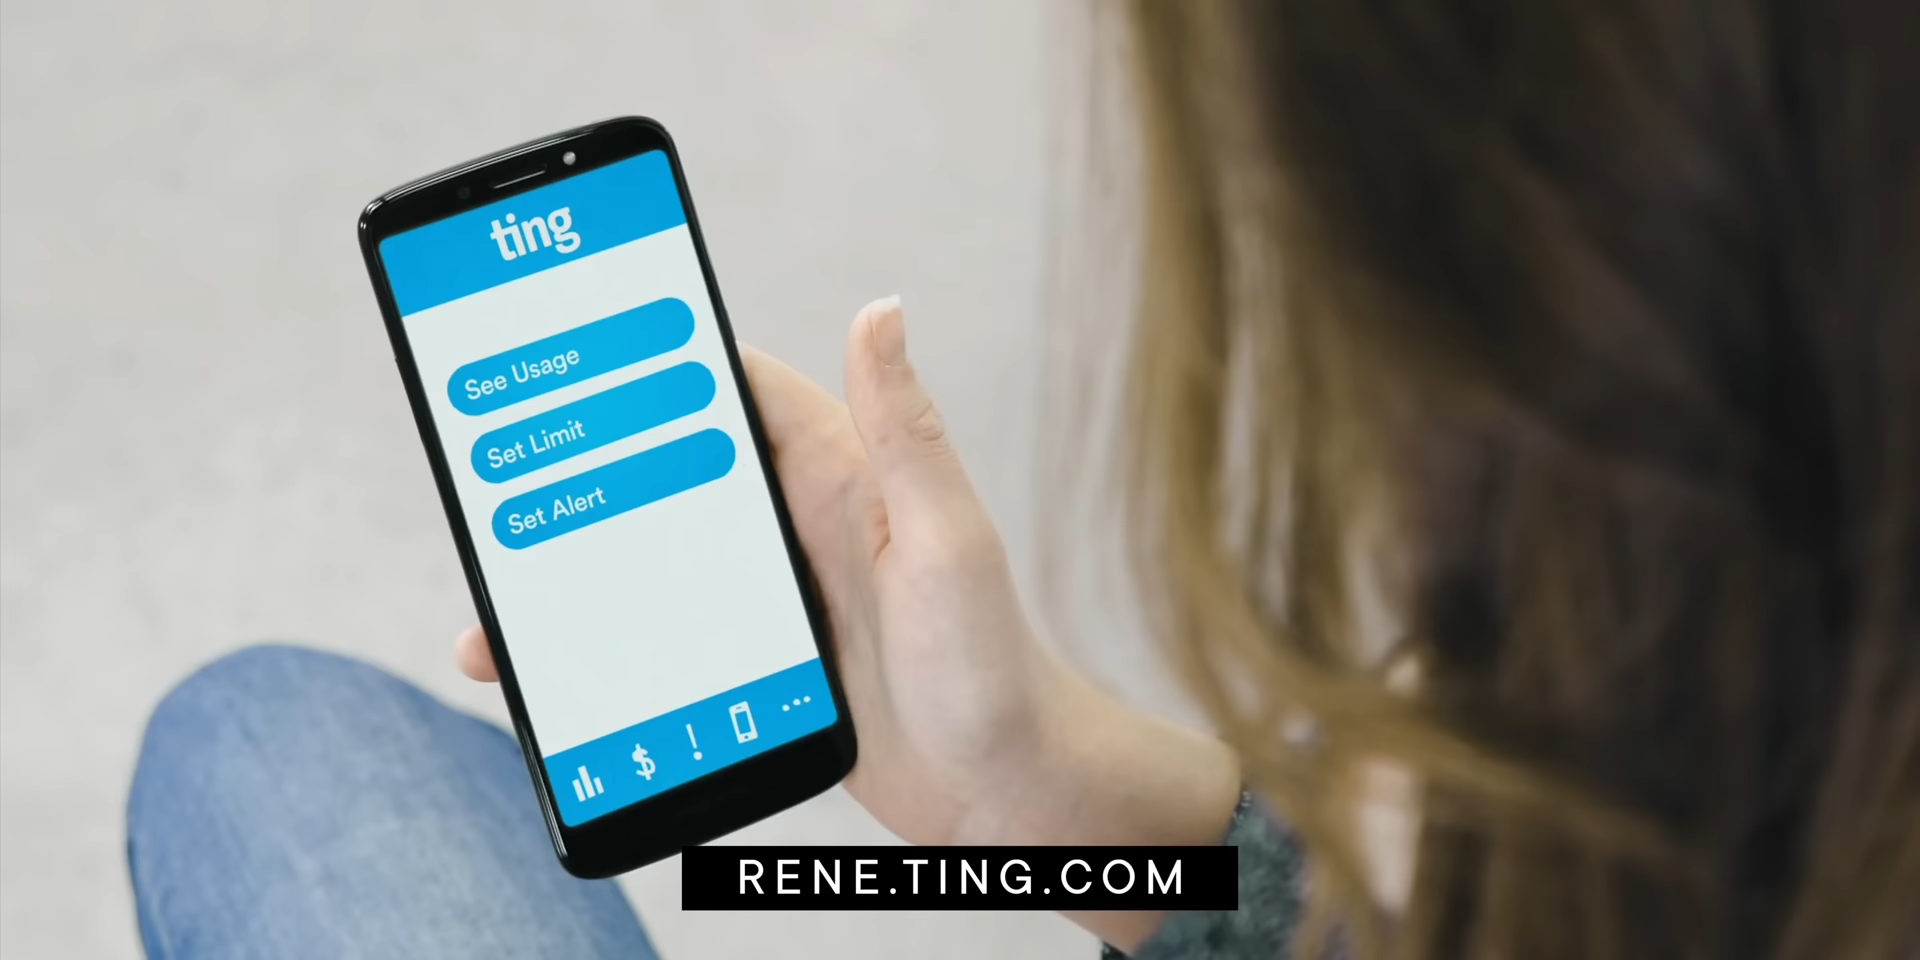 ting
See Usage
Set Limit
Set Alert
RENE.TING.COM